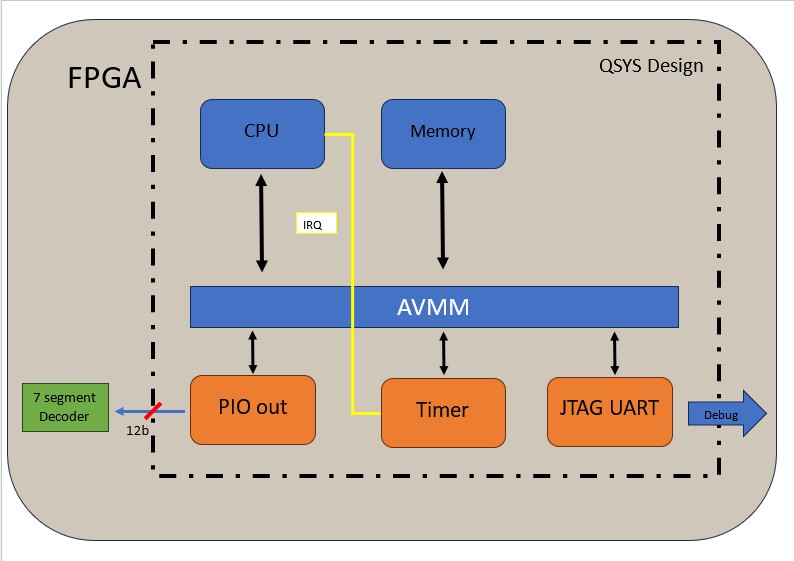 FPGA
QSYS Design
CPU
Memory
IRQ
AVMM
7 segment
Decoder
12b
PIO out
Timer
JTAG UART
Debug